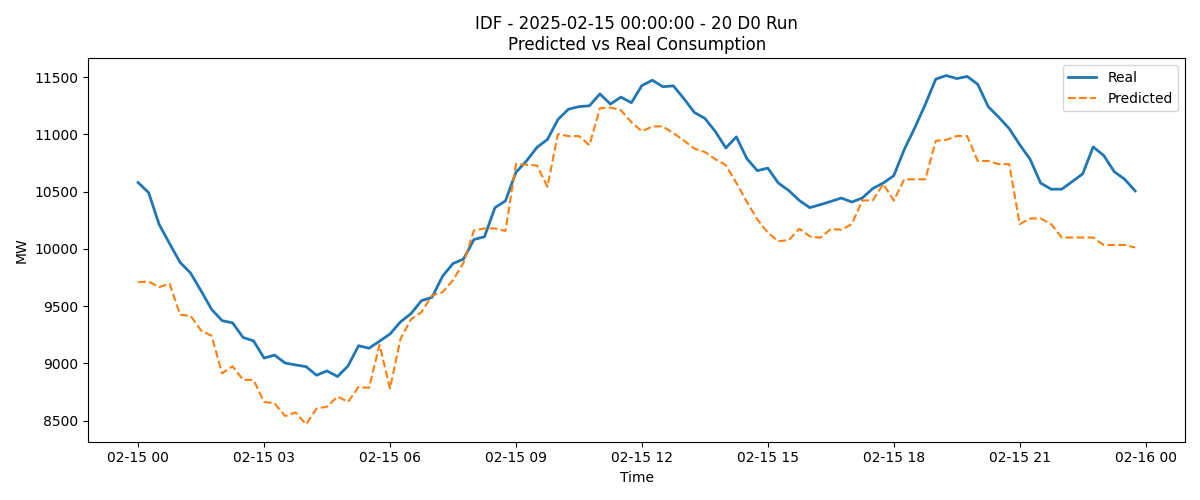 IDF - 2025-02-15 00:00:00 - 20 D0 Run
Predicted vs Real Consumption
Real
Predicted
MW
11500
11000
10500
10000
9500
9000
8500
02-15 00
02-15 03
02-15 06
02-15 09
02-15 12
02-15 15
02-15 18
02-15 21
02-16 00
Time